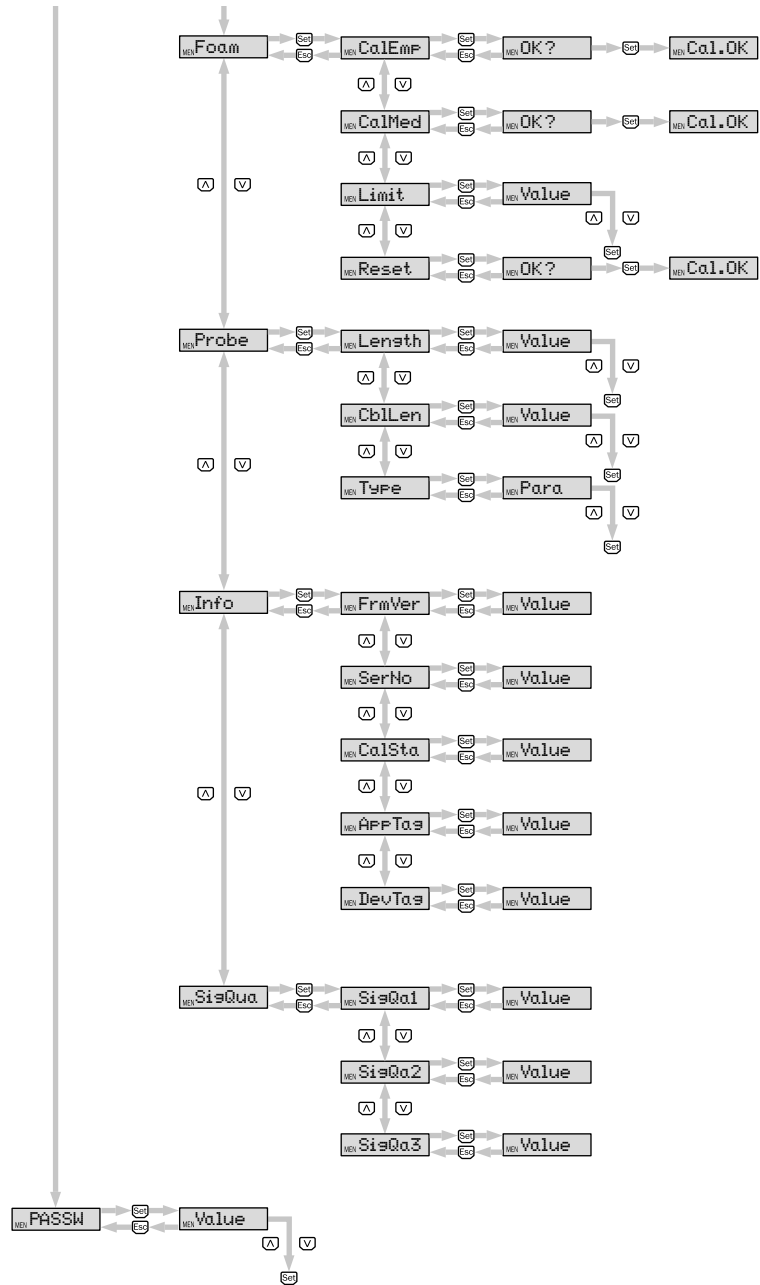 MEN Foam Set Esc MEN CalEmp Set Esc MEN OK? Set MEN Cal.OK
MEN CalMed Set Esc MEN OK? Set MEN Cal.OK
MEN Limit Set Esc MEN Value
Set
MEN Reset Set Esc MEN OK? Set MEN Cal.OK
MEN Probe Set Esc MEN Length Set Esc MEN Value
Set
MEN CblLen Set Esc MEN Value
Set
MEN Type Set Esc MEN Para
Set
MEN Info Set Esc MEN FrmVer Set Esc MEN Value
MEN SerNo Set Esc MEN Value
MEN CalSta Set Esc MEN Value
MEN AppTag Set Esc MEN Value
MEN DevTag Set Esc MEN Value
MEN SigQua Set Esc MEN SigQa1 Set Esc MEN Value
MEN SigQa2 Set Esc MEN Value
MEN SigQa3 Set Esc MEN Value
MEN PASSW Set Esc MEN Value
Set